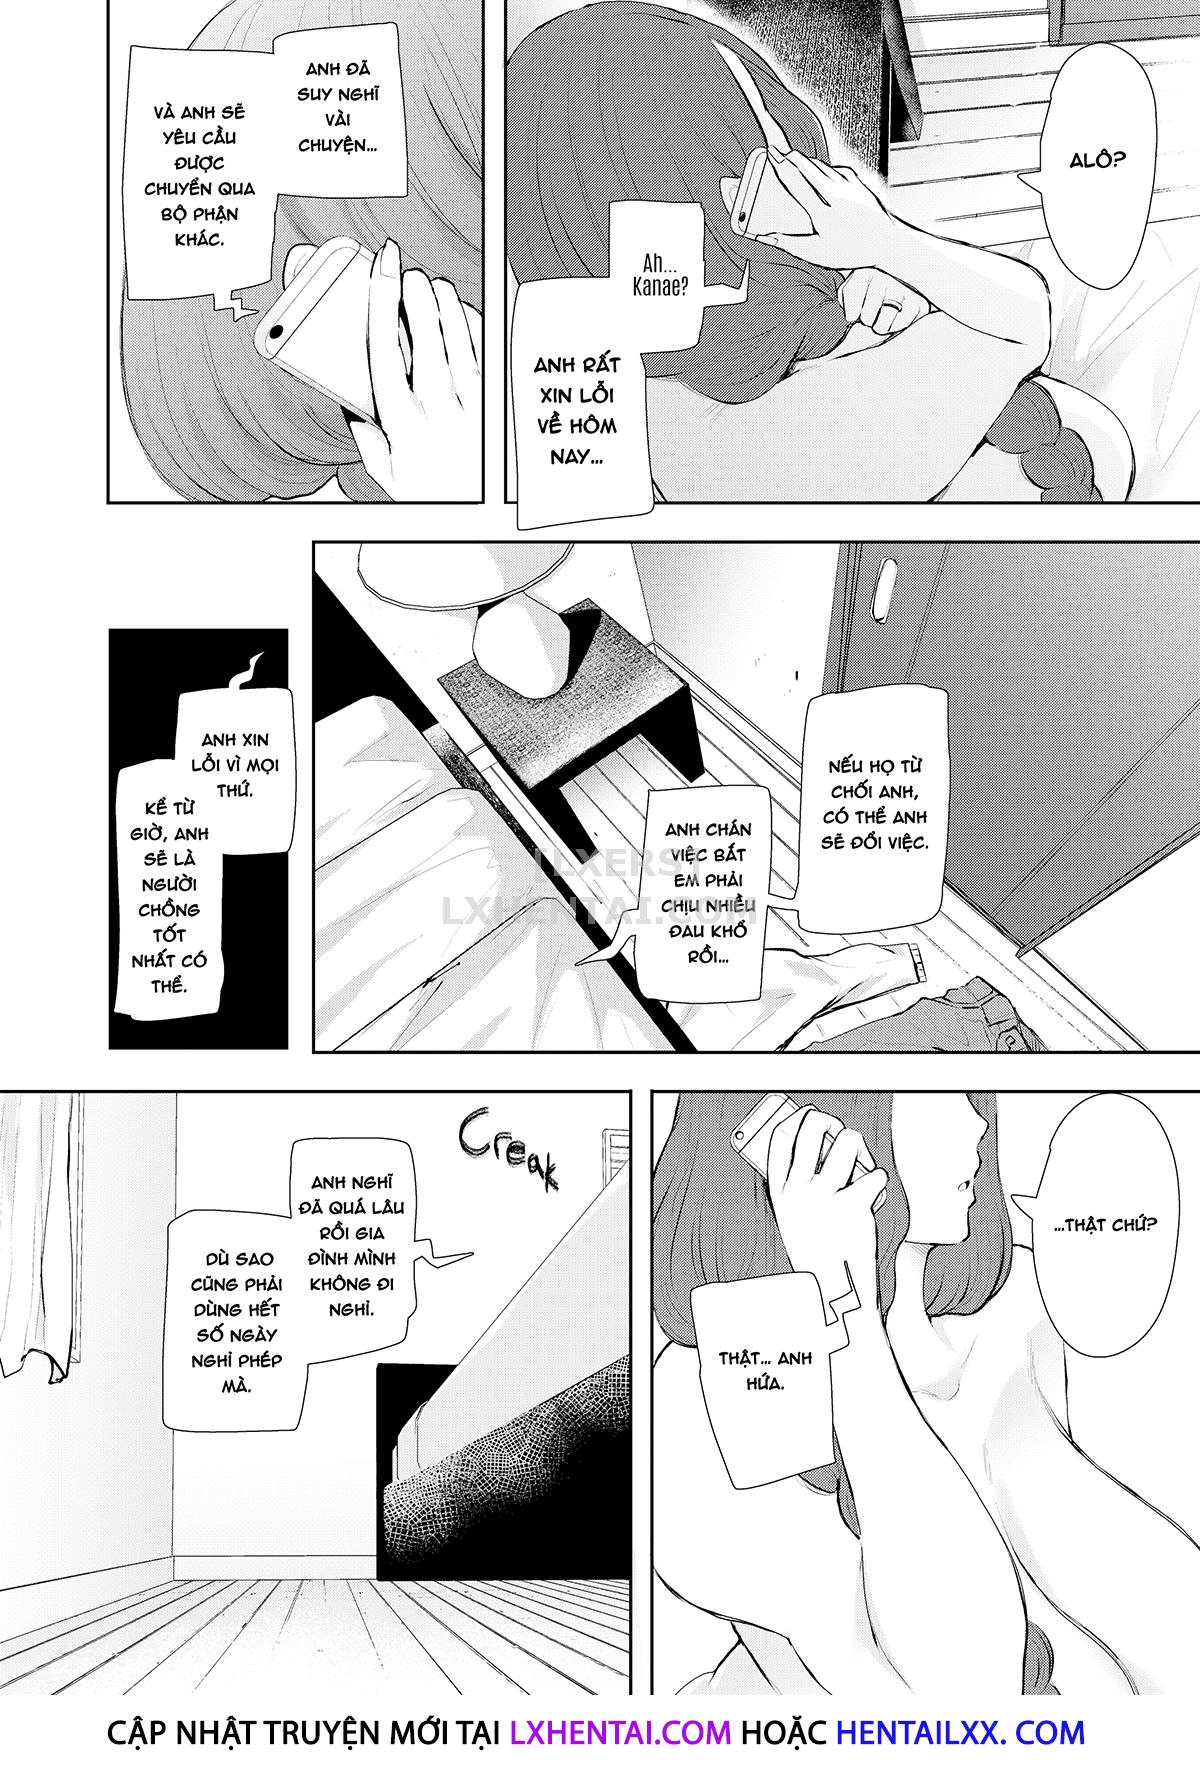 ALÔ?
Ah...
Kanae?
ANH RẤT
XIN LỖI
VỀ HÔM
NAY...
ANH ĐÃ
SUY NGHĨ
VÀI
CHUYỆN...
VÀ ANH SẼ
YÊU CẦU
ĐƯỢC
CHUYỂN QUA
BỘ PHẬN
KHÁC.
NẾU HỌ TỪ
CHỐI ANH,
CÓ THỂ ANH
SẼ ĐỔI VIỆC.
ANH CHÁN
VIỆC BẮT
EM PHẢI
CHỊU NHIỀU
ĐAU KHỔ
RỒI...
[LXERS]
LXHENTAI.COM
ANH XIN
LỖI VÌ MỌI
THỨ.
KỂ TỪ
GIỜ, ANH
SẼ LÀ
NGƯỜI
CHỒNG
TỐT
NHẤT CÓ
THỂ.
...THẬT CHỨ?
THẬT... ANH
HỨA.
Creak
ANH NGHĨ
ĐÃ QUÁ LÂU
RỒI GIA
ĐÌNH MÌNH
KHÔNG ĐI
NGHỈ.
DÙ SAO
CŨNG PHẢI
DÙNG HẾT
SỐ NGÀY
NGHỈ PHÉP
MÀ.
CẬP NHẬT TRUYỆN MỚI TẠI LXHENTAI.COM HOẶC HENTAILXX. COM